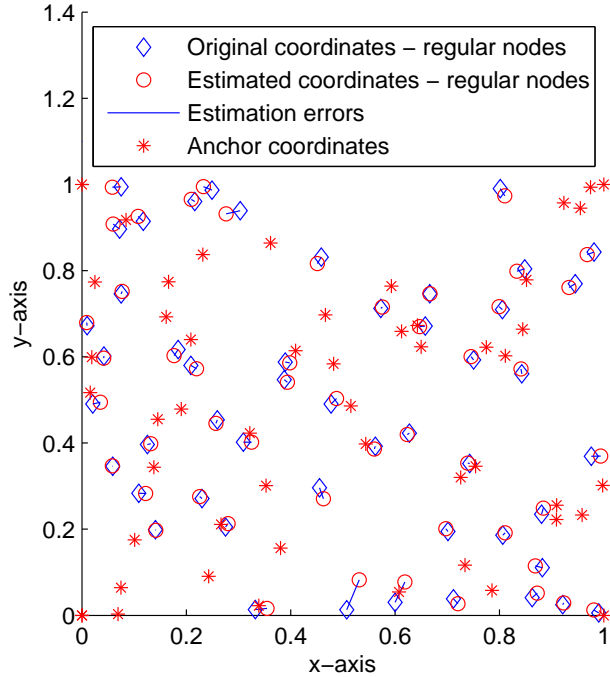 1.4
Original coordinates − regular nodes
Estimated coordinates − regular nodes
Estimation errors
Anchor coordinates
1.2
1
0.8
0.6
0.4
0.2
0
y−axis
0 0.2 0.4 0.6 0.8 1
x−axis